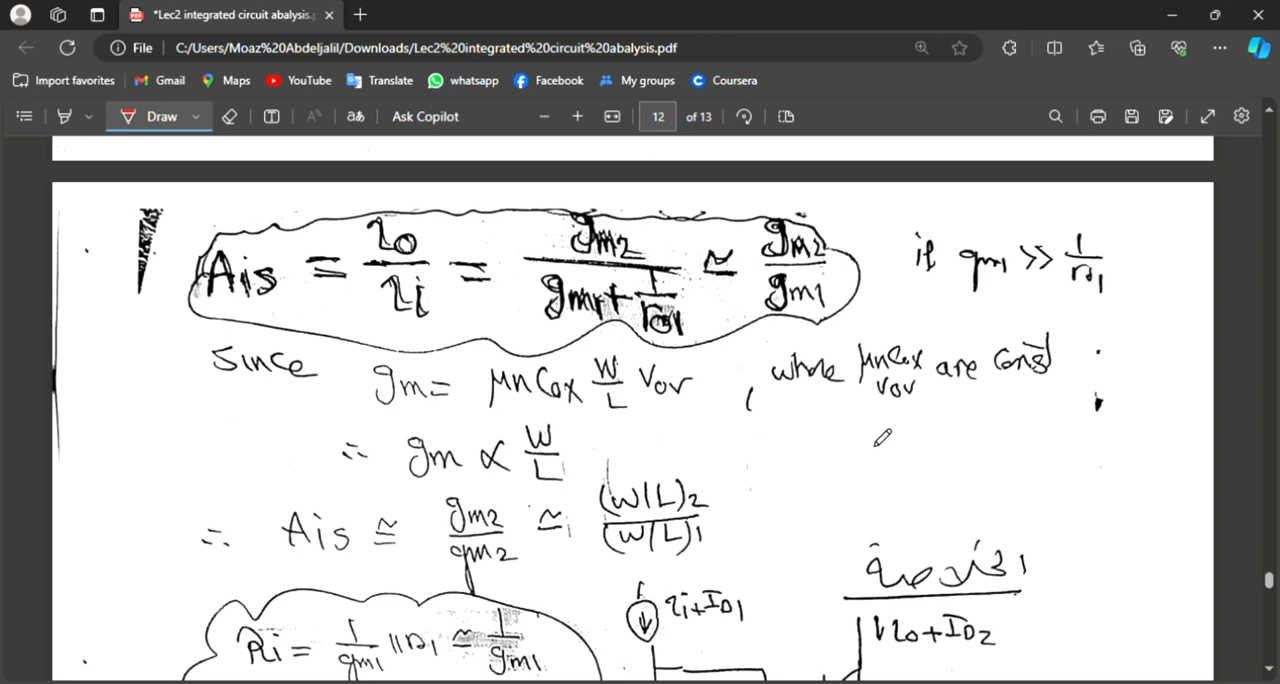 *Lec2 integrated circuit abalysis.p
File C:/Users/Moaz%20Abdeljalil/Downloads/Lec2%20integrated%20circuit%20abalysis.pdf
Import favorites Gmail Maps YouTube Translate whatsapp Facebook My groups Coursera
Draw aあ Ask Copilot 12 of 13
Ais = io/ii = gm2/(gm1 + 1/ro1) ≃ gm2/gm1 if gm1 >> 1/ro1
Since gm = μnCox W/L Vov , whole μnCox Vov are const
∴ gm ∝ W/L
∴ Ais ≅ gm2/gm2 ≅ (W/L)2/(W/L)1
ii+ID1
Ri = 1/gm1 || ro1 ≃ 1/gm1
io+ID2